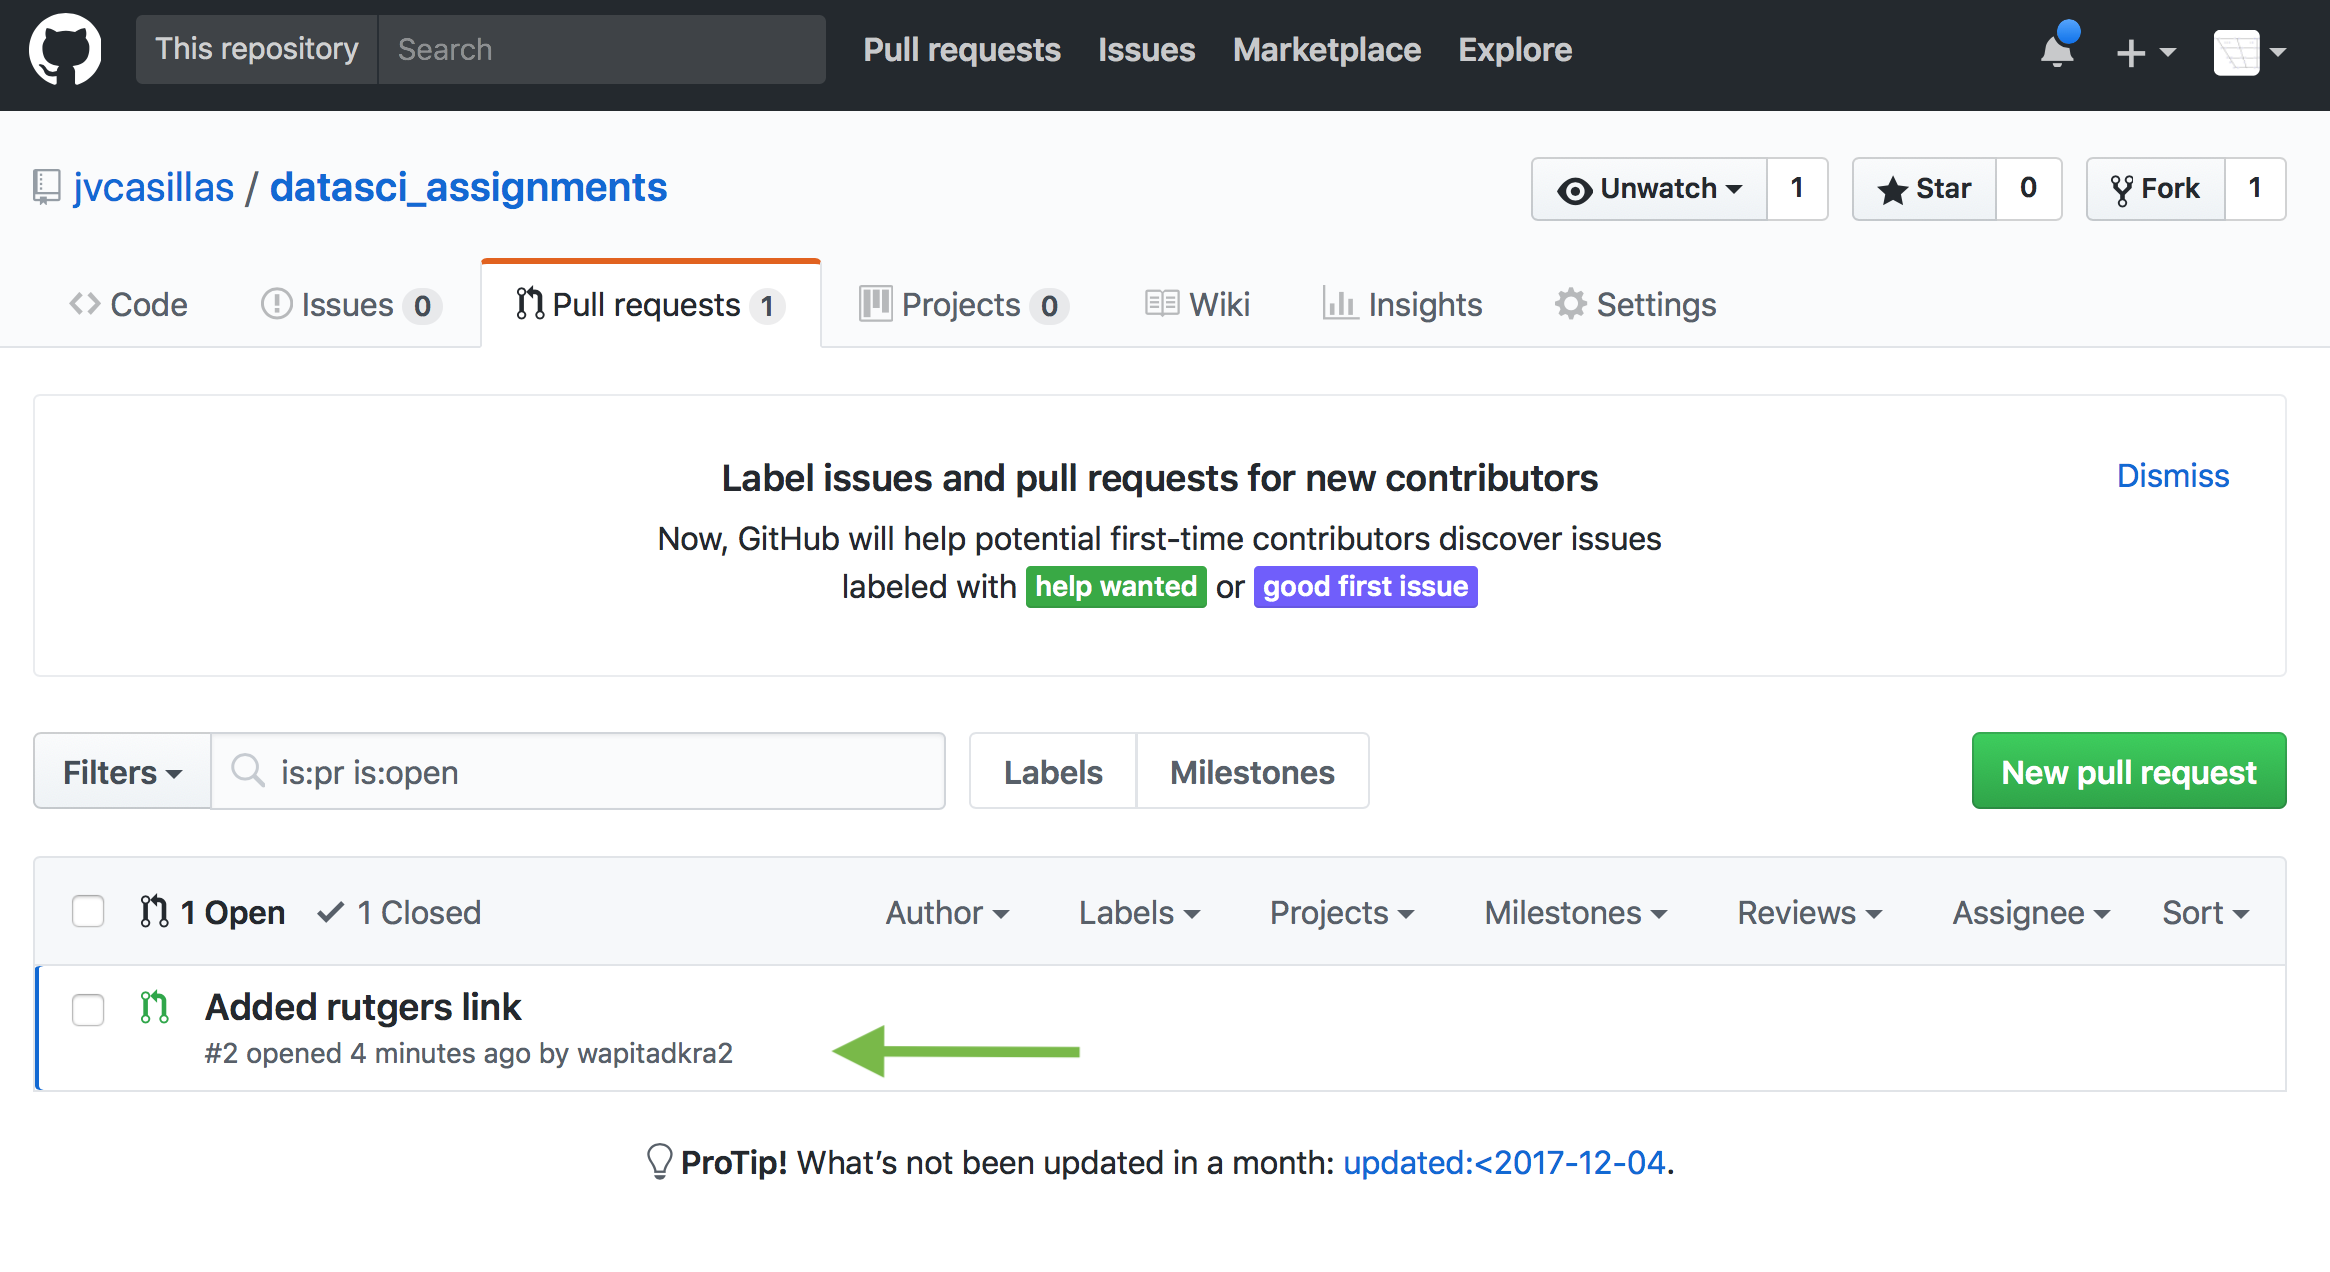 This repository Search Pull requests Issues Marketplace Explore
jvcasillas / datasci_assignments Unwatch 1 Star 0 Fork 1
Code Issues 0 Pull requests 1 Projects 0 Wiki Insights Settings
Label issues and pull requests for new contributors Dismiss
Now, GitHub will help potential first-time contributors discover issues
labeled with help wanted or good first issue
Filters is:pr is:open Labels Milestones New pull request
1 Open 1 Closed Author Labels Projects Milestones Reviews Assignee Sort
Added rutgers link
#2 opened 4 minutes ago by wapitadkra2
ProTip! What's not been updated in a month: updated:<2017-12-04.